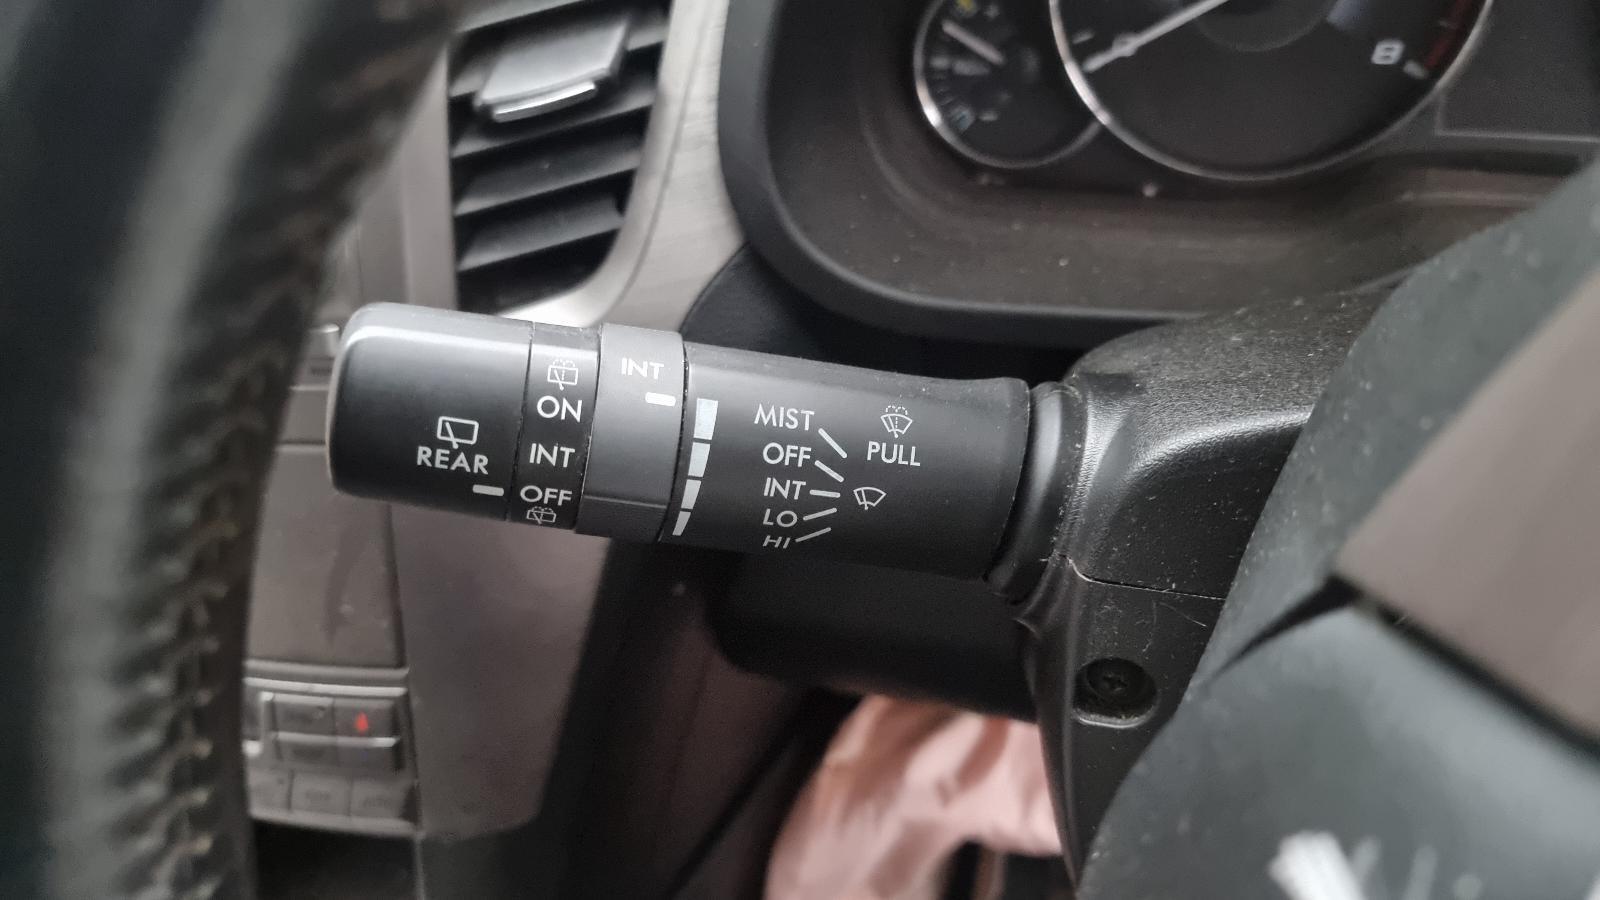 REAR
ON
INT
OFF
INT
MIST
OFF
INT
LO
HI
PULL
8